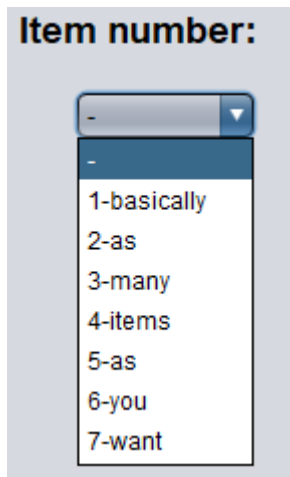 Item number:
-
-
1-basically
2-as
3-many
4-items
5-as
6-you
7-want